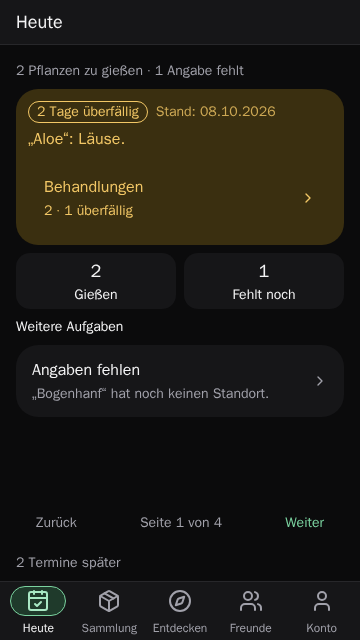 Heute
2 Pflanzen zu gießen · 1 Angabe fehlt
2 Tage überfällig Stand: 08.10.2026
„Aloe“: Läuse.
Behandlungen
2 · 1 überfällig
2 1
Gießen Fehlt noch
Weitere Aufgaben
Angaben fehlen
„Bogenhanf“ hat noch keinen Standort.
Zurück Seite 1 von 4 Weiter
2 Termine später
Heute Sammlung Entdecken Freunde Konto